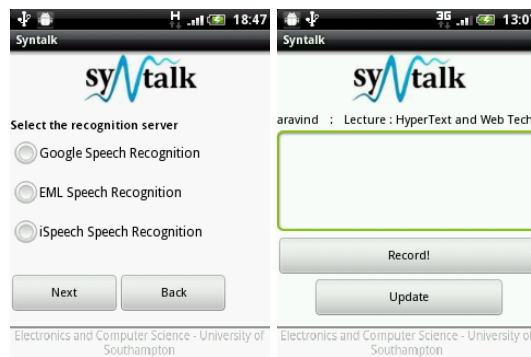 H 18:47
Syntalk
syNtalk
Select the recognition server
Google Speech Recognition
EML Speech Recognition
iSpeech Speech Recognition
Next Back
Electronics and Computer Science - University of
Southampton
3G 13:07
Syntalk
syNtalk
aravind : Lecture : HyperText and Web Tech
Record!
Update
Electronics and Computer Science - University of
Southampton